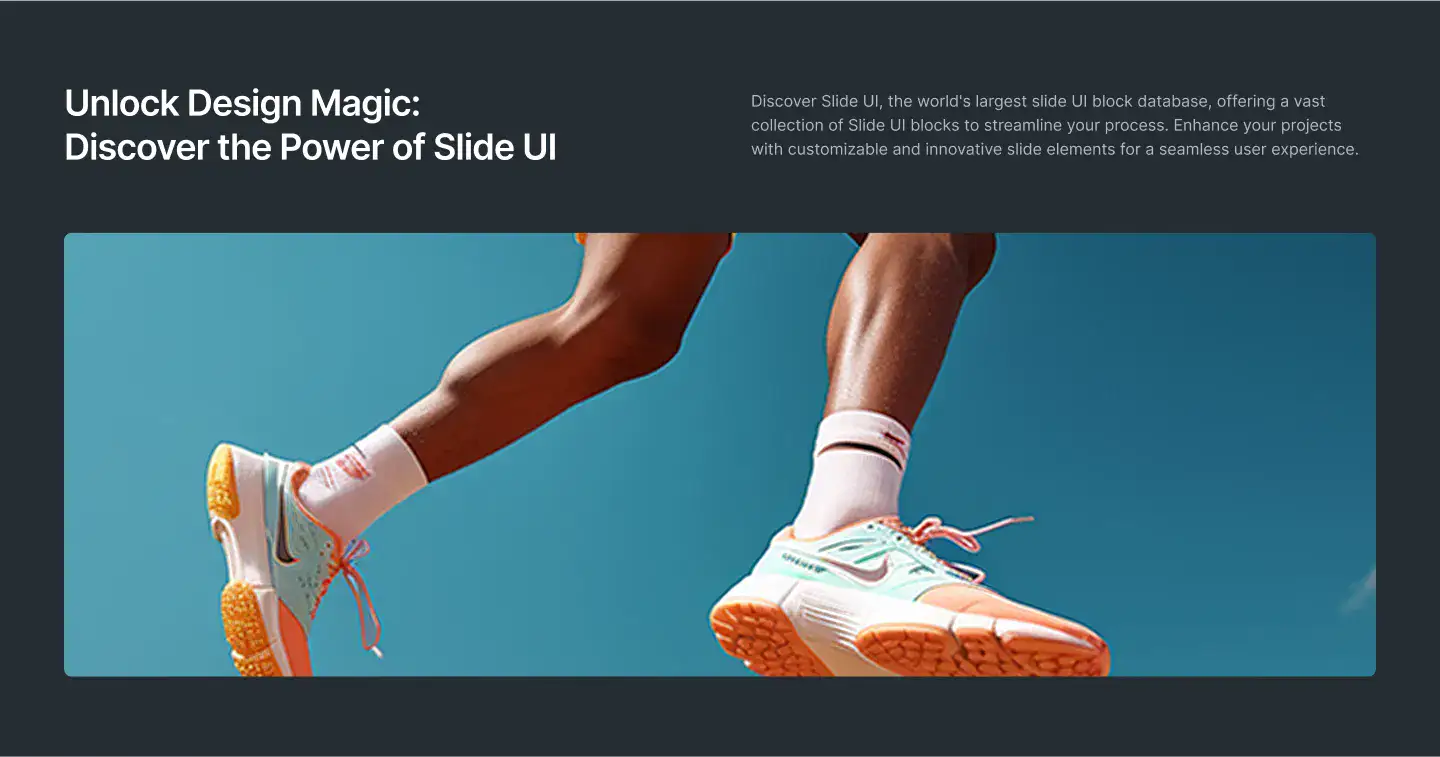 Unlock Design Magic:
Discover the Power of Slide UI
Discover Slide UI, the world's largest slide UI block database, offering a vast
collection of Slide UI blocks to streamline your process. Enhance your projects
with customizable and innovative slide elements for a seamless user experience.